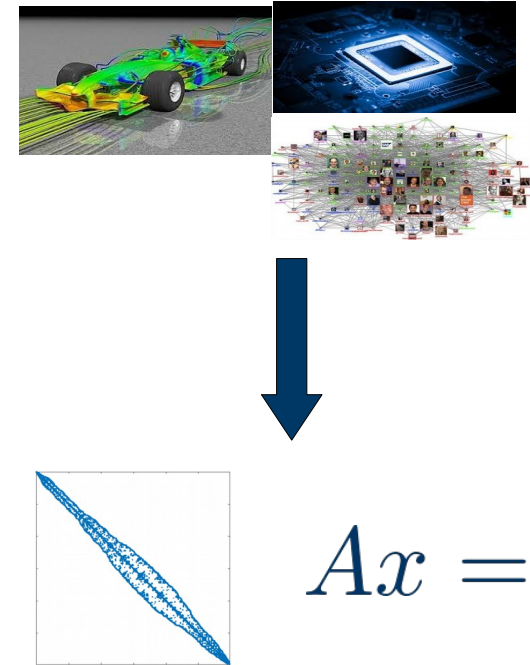 Ax =